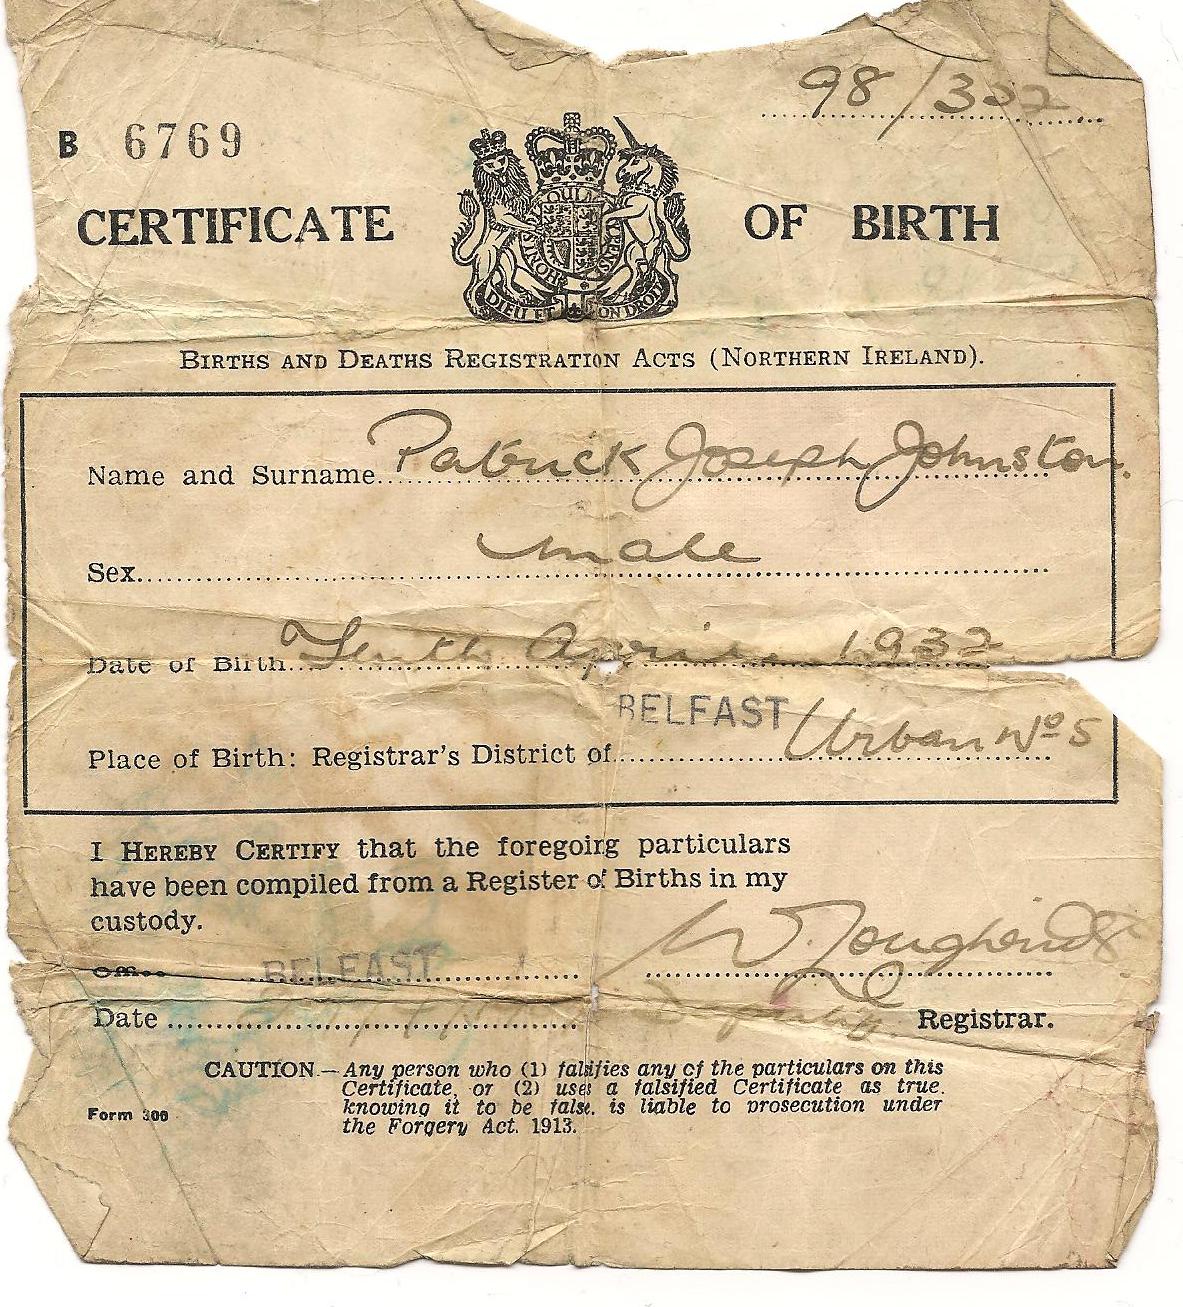 98/332
B 6769
CERTIFICATE OF BIRTH
DIEU ET MON DROIT
BIRTHS AND DEATHS REGISTRATION ACTS (NORTHERN IRELAND).
Name and Surname Patrick Joseph Johnston.
Sex male
Date of Birth Tenth April 1932
BELFAST Urban No 5
Place of Birth: Registrar's District of
I HEREBY CERTIFY that the foregoing particulars
have been compiled from a Register of Births in my
custody.
Office BELFAST
Date Registrar.
CAUTION.—Any person who (1) falsifies any of the particulars on this
Certificate, or (2) uses a falsified Certificate as true,
knowing it to be false, is liable to prosecution under
the Forgery Act, 1913.
Form 300